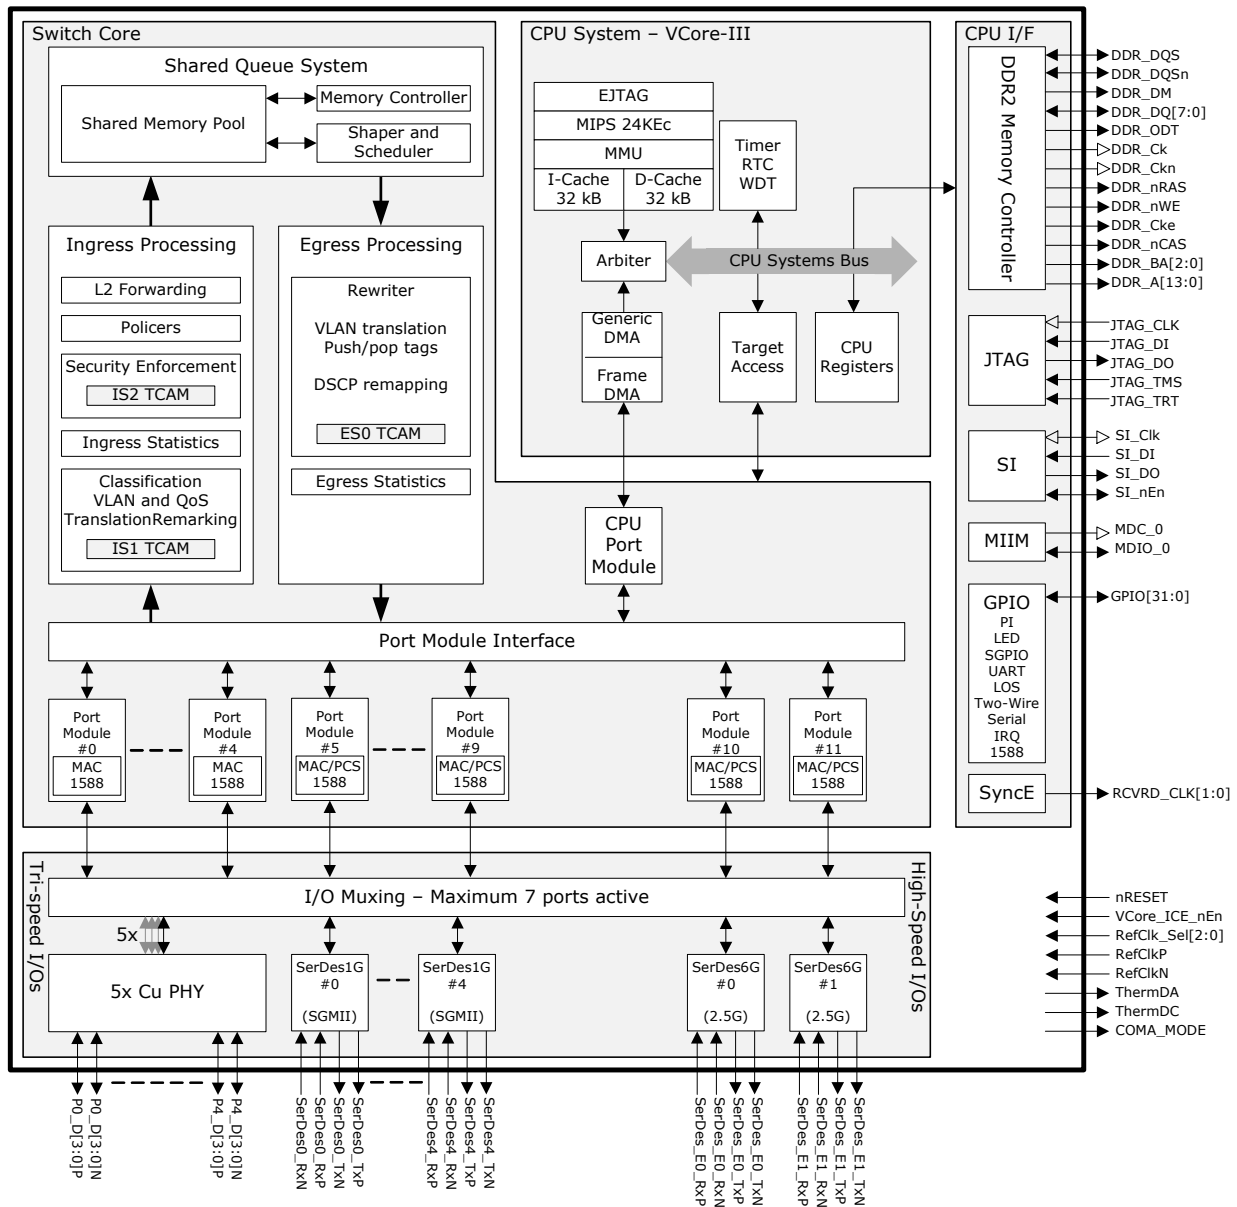 Switch Core
Shared Queue System
Shared Memory Pool
Memory Controller
Shaper and
Scheduler
Ingress Processing
L2 Forwarding
Policers
Security Enforcement
IS2 TCAM
Ingress Statistics
Classification
VLAN and QoS
TranslationRemarking
IS1 TCAM
Egress Processing
Rewriter
VLAN translation
Push/pop tags
DSCP remapping
ES0 TCAM
Egress Statistics
CPU System – VCore-III
EJTAG
MIPS 24KEc
MMU
I-Cache
32 kB
D-Cache
32 kB
Timer
RTC
WDT
Arbiter
CPU Systems Bus
Generic
DMA
Frame
DMA
Target
Access
CPU
Registers
CPU
Port
Module
Port Module Interface
Port
Module
#0
MAC
1588
Port
Module
#4
MAC
1588
Port
Module
#5
MAC/PCS
1588
Port
Module
#9
MAC/PCS
1588
Port
Module
#10
MAC/PCS
1588
Port
Module
#11
MAC/PCS
1588
Tri-speed I/Os
High-Speed I/Os
I/O Muxing – Maximum 7 ports active
5x
5x Cu PHY
SerDes1G
#0
(SGMII)
SerDes1G
#4
(SGMII)
SerDes6G
#0
(2.5G)
SerDes6G
#1
(2.5G)
P0_D[3:0]P
P0_D[3:0]N
P4_D[3:0]P
P4_D[3:0]N
SerDes0_RxN
SerDes0_RxP
SerDes0_TxN
SerDes0_TxP
SerDes4_RxP
SerDes4_RxN
SerDes4_TxP
SerDes4_TxN
SerDes_E0_RxP
SerDes_E0_RxN
SerDes_E0_TxP
SerDes_E0_TxN
SerDes_E1_RxP
SerDes_E1_RxN
SerDes_E1_TxP
SerDes_E1_TxN
CPU I/F
DDR2 Memory
Controller
DDR_DQS
DDR_DQSn
DDR_DM
DDR_DQ[7:0]
DDR_ODT
DDR_Ck
DDR_Ckn
DDR_nRAS
DDR_nWE
DDR_Cke
DDR_nCAS
DDR_BA[2:0]
DDR_A[13:0]
JTAG
JTAG_CLK
JTAG_DI
JTAG_DO
JTAG_TMS
JTAG_TRT
SI
SI_Clk
SI_DI
SI_DO
SI_nEn
MIIM
MDC_0
MDIO_0
GPIO
PI
LED
SGPIO
UART
LOS
Two-Wire
Serial
IRQ
1588
GPIO[31:0]
SyncE
RCVRD_CLK[1:0]
nRESET
VCore_ICE_nEn
RefClk_Sel[2:0]
RefClkP
RefClkN
ThermDA
ThermDC
COMA_MODE